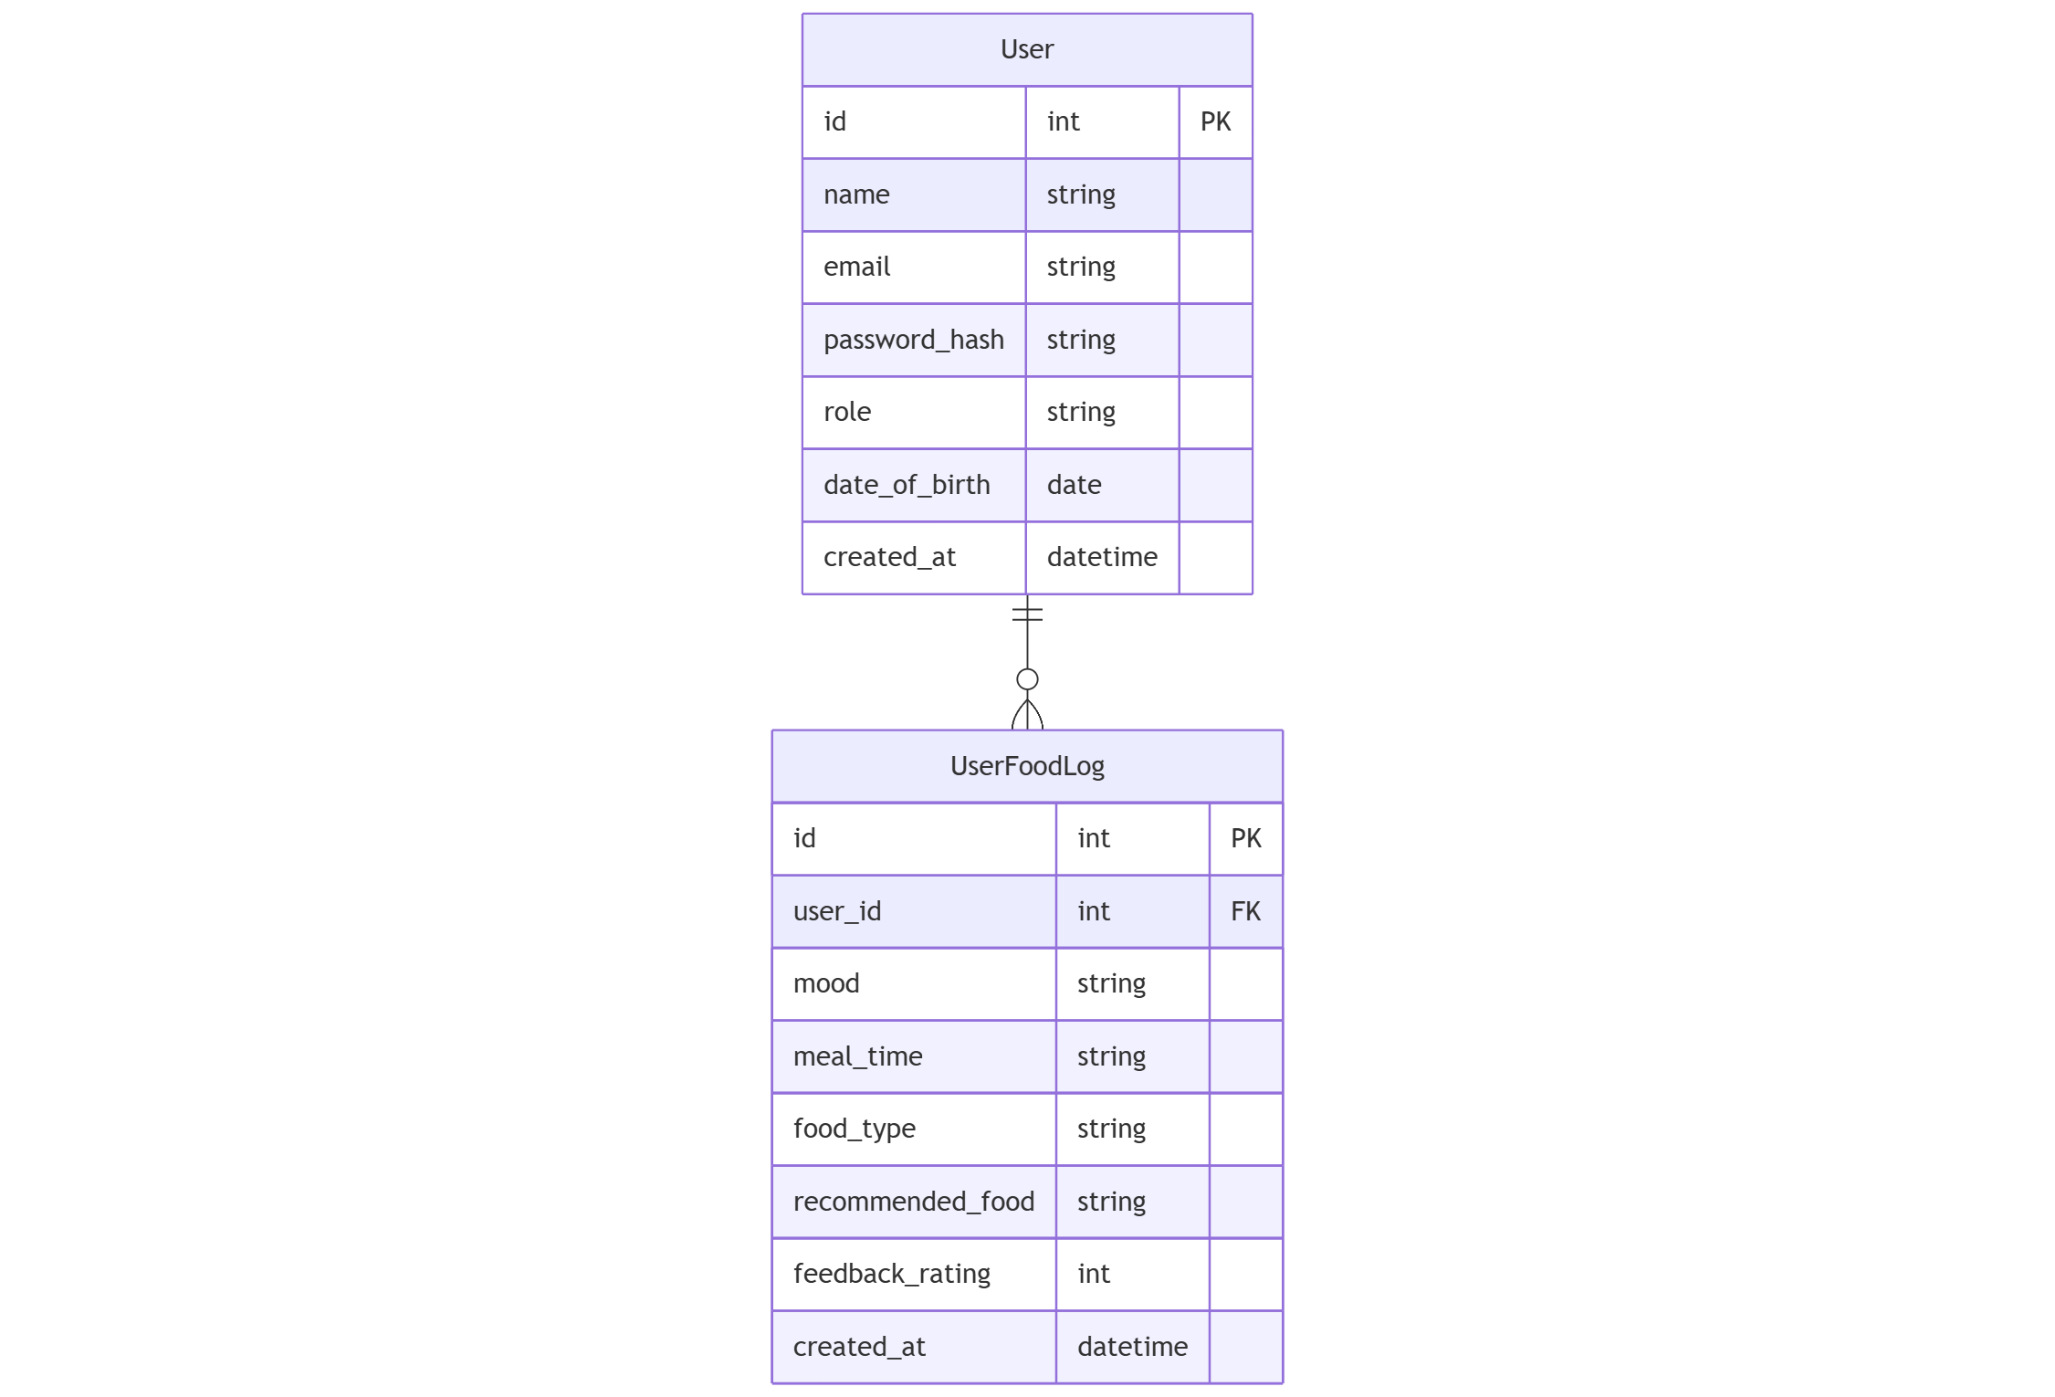 User
id int PK
name string
email string
password_hash string
role string
date_of_birth date
created_at datetime
UserFoodLog
id int PK
user_id int FK
mood string
meal_time string
food_type string
recommended_food string
feedback_rating int
created_at datetime